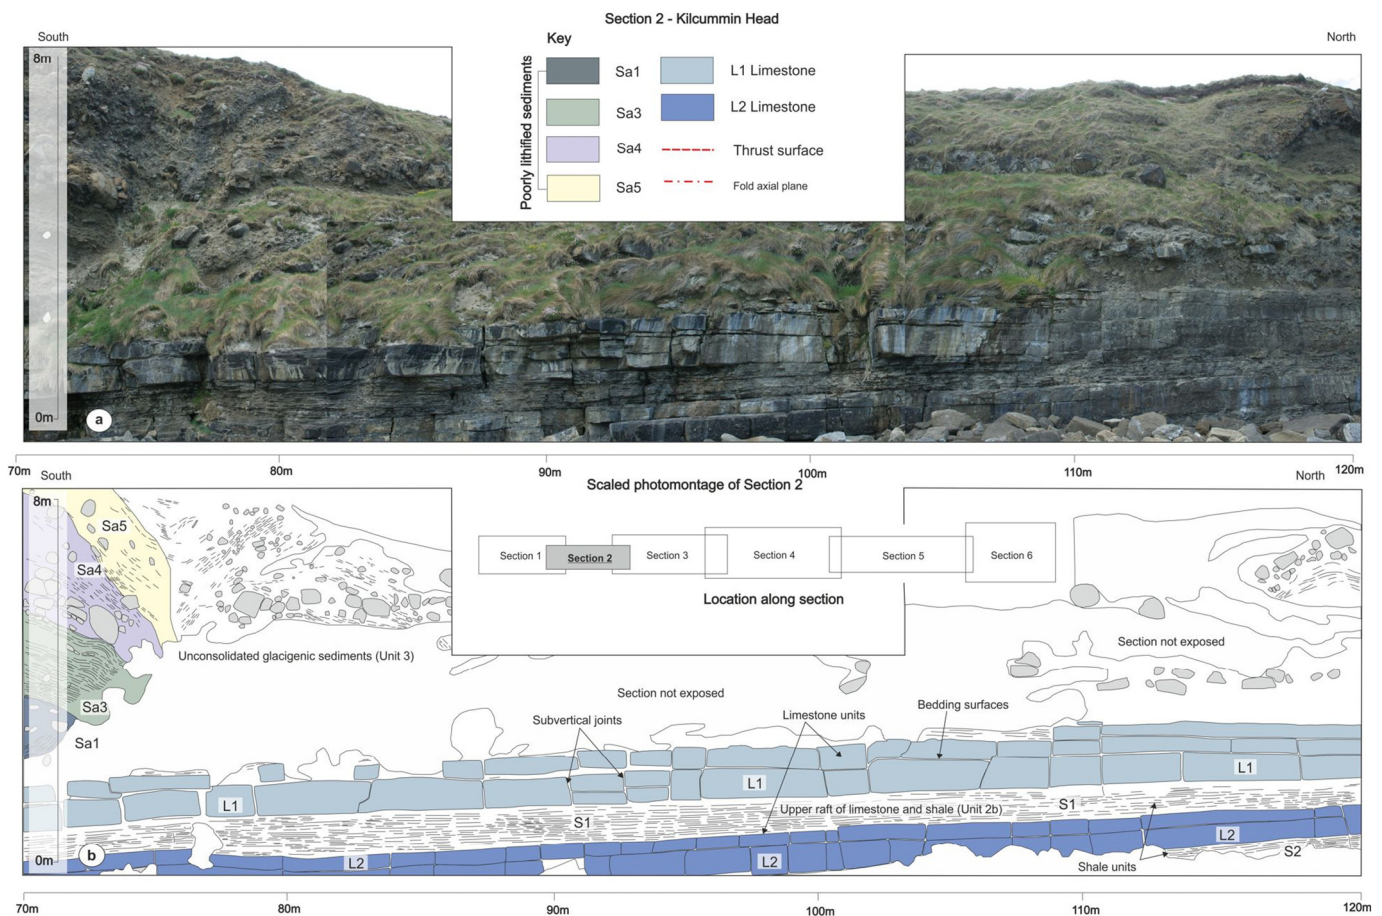 Section 2 - Kilcummin Head
South
North
Key
8m
Poorly lithified sediments
Sa1
L1 Limestone
Sa3
L2 Limestone
Sa4
Thrust surface
Sa5
Fold axial plane
0m
a
70m
80m
90m
100m
110m
120m
South
Scaled photomontage of Section 2
North
8m
Sa5
Section 1
Section 2
Section 3
Section 4
Section 5
Section 6
Sa4
Location along section
Unconsolidated glacigenic sediments (Unit 3)
Section not exposed
Section not exposed
Sa3
Subvertical joints
Limestone units
Bedding surfaces
Sa1
L1
L1
L1
Upper raft of limestone and shale (Unit 2b)
S1
S1
0m
b
L2
L2
L2
Shale units
S2
70m
80m
90m
100m
110m
120m